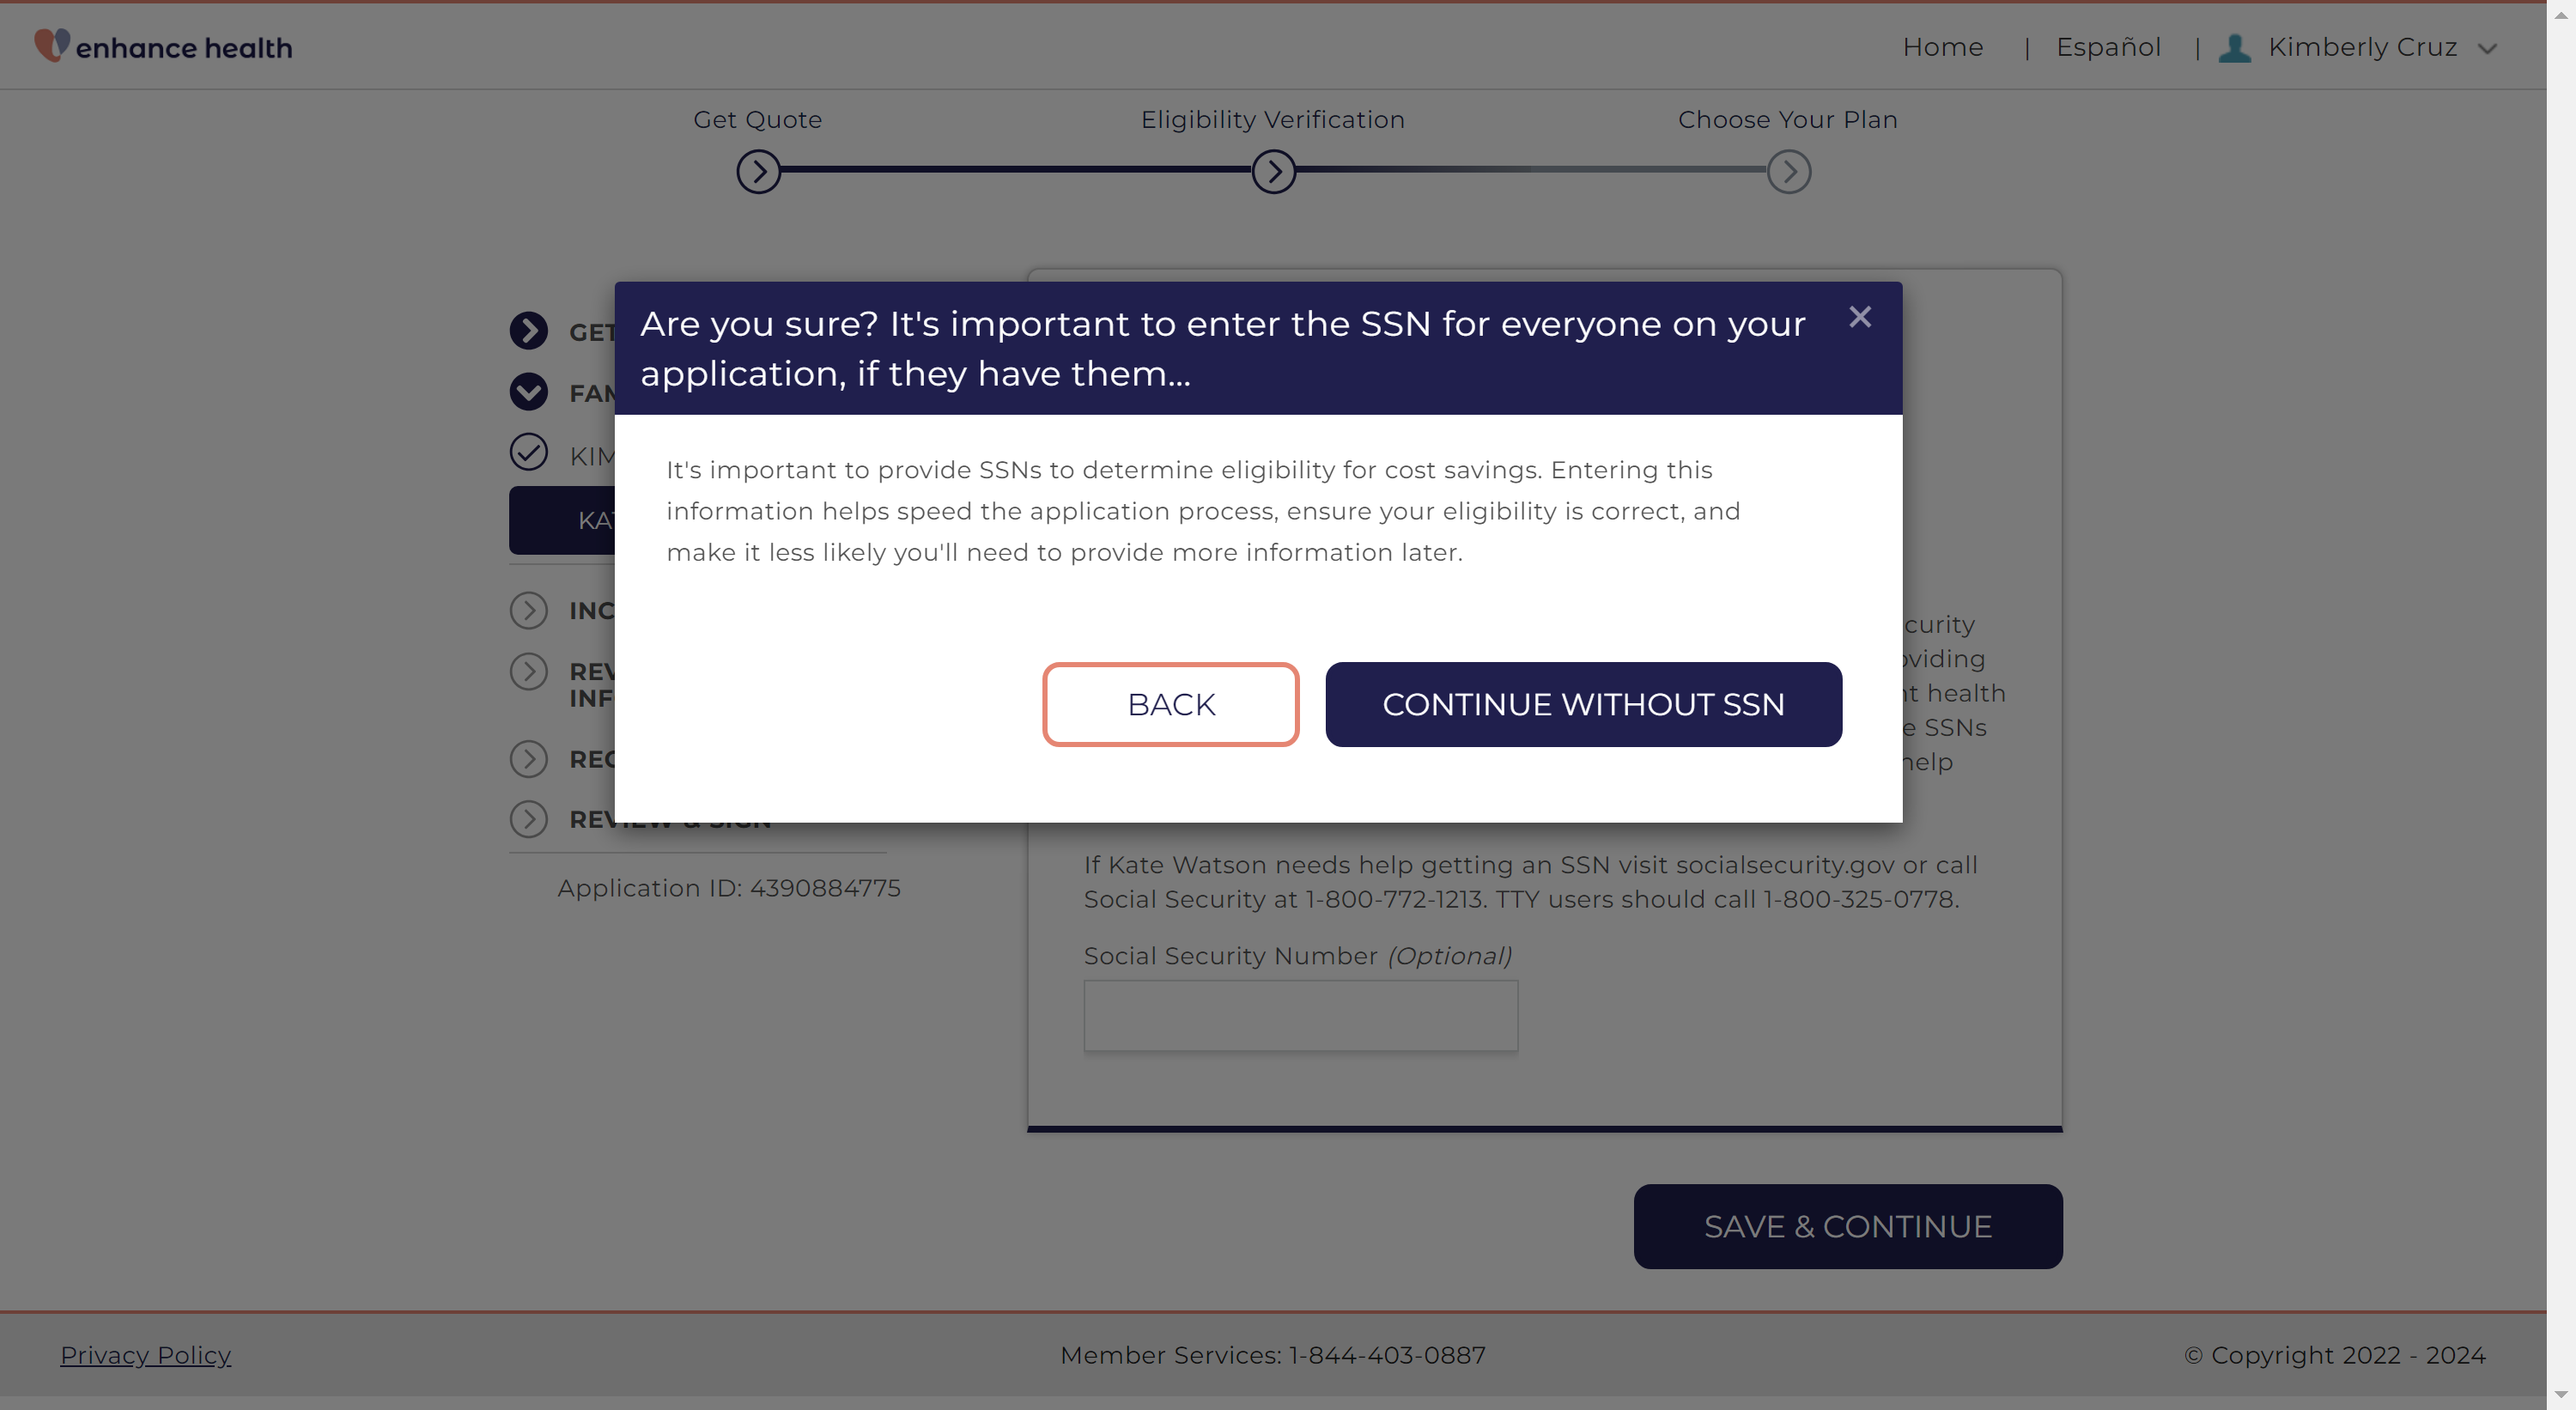 enhance health
Home | Español | Kimberly Cruz
Get Quote
Eligibility Verification
Choose Your Plan
Are you sure? It's important to enter the SSN for everyone on your
application, if they have them...
It's important to provide SSNs to determine eligibility for cost savings. Entering this
information helps speed the application process, ensure your eligibility is correct, and
make it less likely you'll need to provide more information later.
BACK
CONTINUE WITHOUT SSN
GET
FAM
KIM
KAT
INC
REV
INF
REC
REVIEW & SIGN
Application ID: 4390884775
curity
oviding
nt health
e SSNs
help
If Kate Watson needs help getting an SSN visit socialsecurity.gov or call
Social Security at 1-800-772-1213. TTY users should call 1-800-325-0778.
Social Security Number (Optional)
SAVE & CONTINUE
Privacy Policy
Member Services: 1-844-403-0887
© Copyright 2022 - 2024